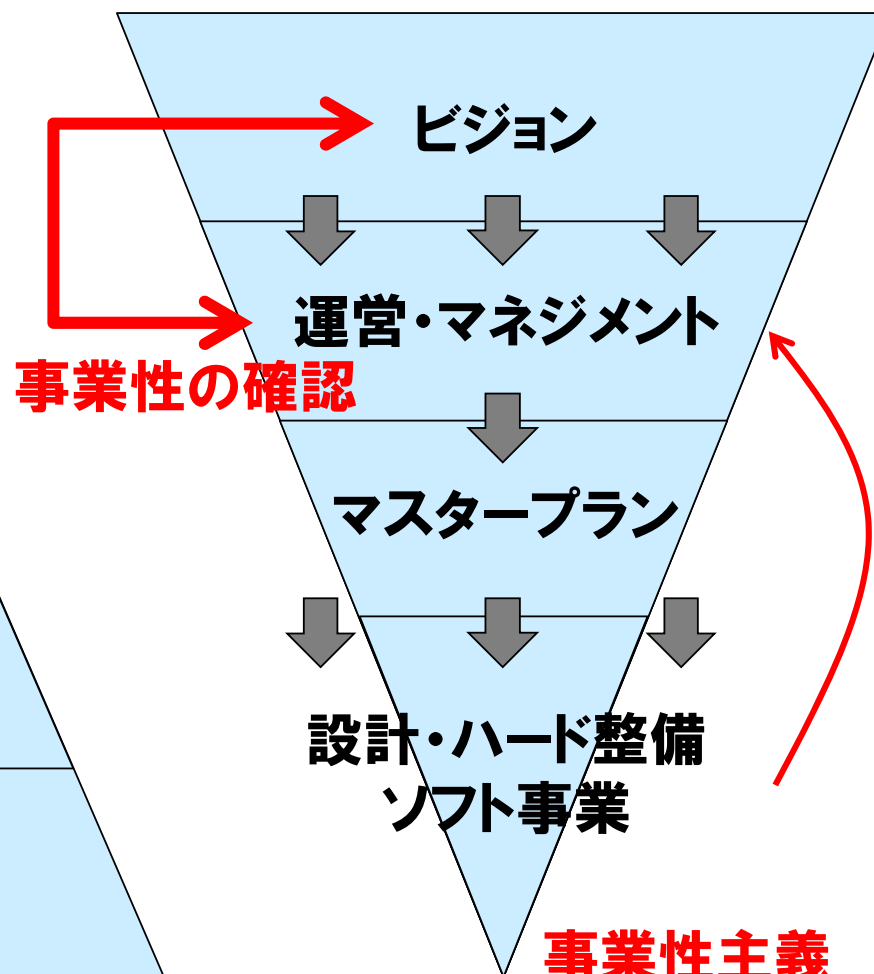 ビジョン
運営・マネジメント
事業性の確認
マスタープラン
設計・ハード整備
ソフト事業
事業性主義